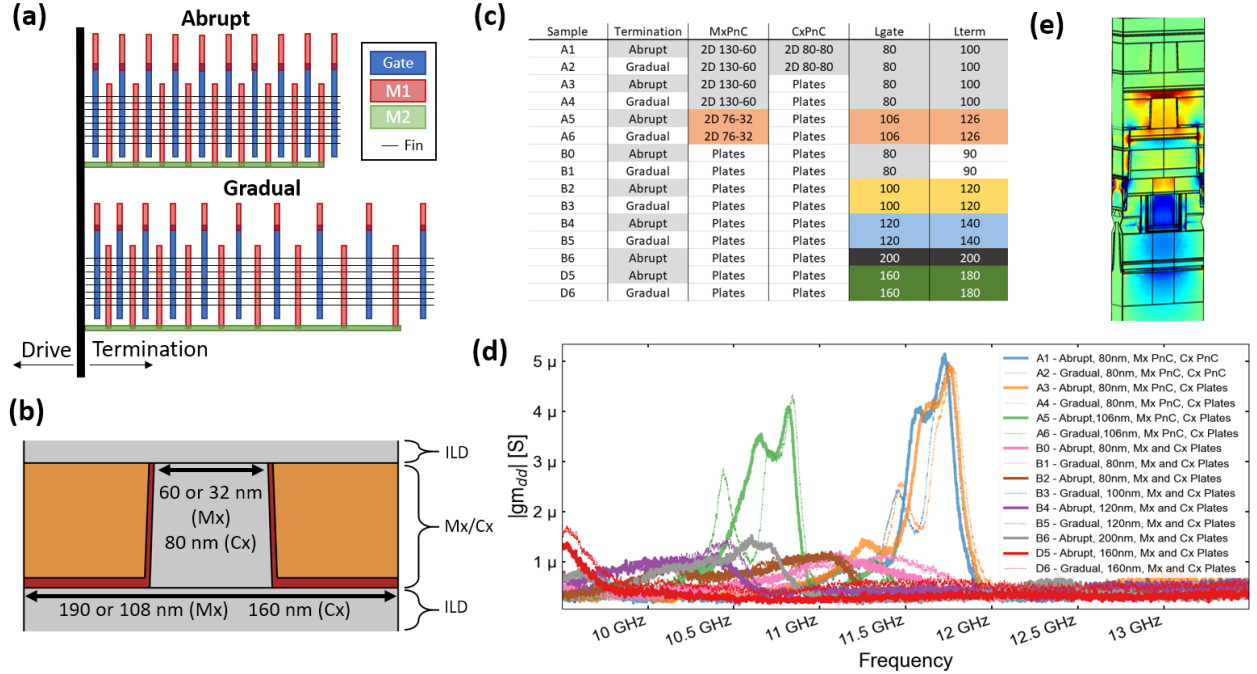 (a)
Abrupt
Gate
M1
M2
Fin
Gradual
Drive
Termination
(b)
ILD
60 or 32 nm
(Mx)
80 nm (Cx)
Mx/Cx
190 or 108 nm (Mx) 160 nm (Cx)
ILD
(c)
Sample Termination MxPnC CxPnC Lgate Lterm
A1 Abrupt 2D 130-60 2D 80-80 80 100
A2 Gradual 2D 130-60 2D 80-80 80 100
A3 Abrupt 2D 130-60 Plates 80 100
A4 Gradual 2D 130-60 Plates 80 100
A5 Abrupt 2D 76-32 Plates 106 126
A6 Gradual 2D 76-32 Plates 106 126
B0 Abrupt Plates Plates 80 90
B1 Gradual Plates Plates 80 90
B2 Abrupt Plates Plates 100 120
B3 Gradual Plates Plates 100 120
B4 Abrupt Plates Plates 120 140
B5 Gradual Plates Plates 120 140
B6 Abrupt Plates Plates 200 200
D5 Abrupt Plates Plates 160 180
D6 Gradual Plates Plates 160 180
(e)
(d)
|gm_dd| [S]
5 μ
4 μ
3 μ
2 μ
1 μ
A1 - Abrupt, 80nm, Mx PnC, Cx PnC
A2 - Gradual, 80nm, Mx PnC, Cx PnC
A3 - Abrupt, 80nm, Mx PnC, Cx Plates
A4 - Gradual, 80nm, Mx PnC, Cx Plates
A5 - Abrupt,106nm, Mx PnC, Cx Plates
A6 - Gradual,106nm, Mx PnC, Cx Plates
B0 - Abrupt, 80nm, Mx and Cx Plates
B1 - Gradual, 80nm, Mx and Cx Plates
B2 - Abrupt, 80nm, Mx and Cx Plates
B3 - Gradual, 100nm, Mx and Cx Plates
B4 - Abrupt, 120nm, Mx and Cx Plates
B5 - Gradual, 120nm, Mx and Cx Plates
B6 - Abrupt, 200nm, Mx and Cx Plates
D5 - Abrupt, 160nm, Mx and Cx Plates
D6 - Gradual, 160nm, Mx and Cx Plates
10 GHz
10.5 GHz
11 GHz
11.5 GHz
12 GHz
12.5 GHz
13 GHz
Frequency